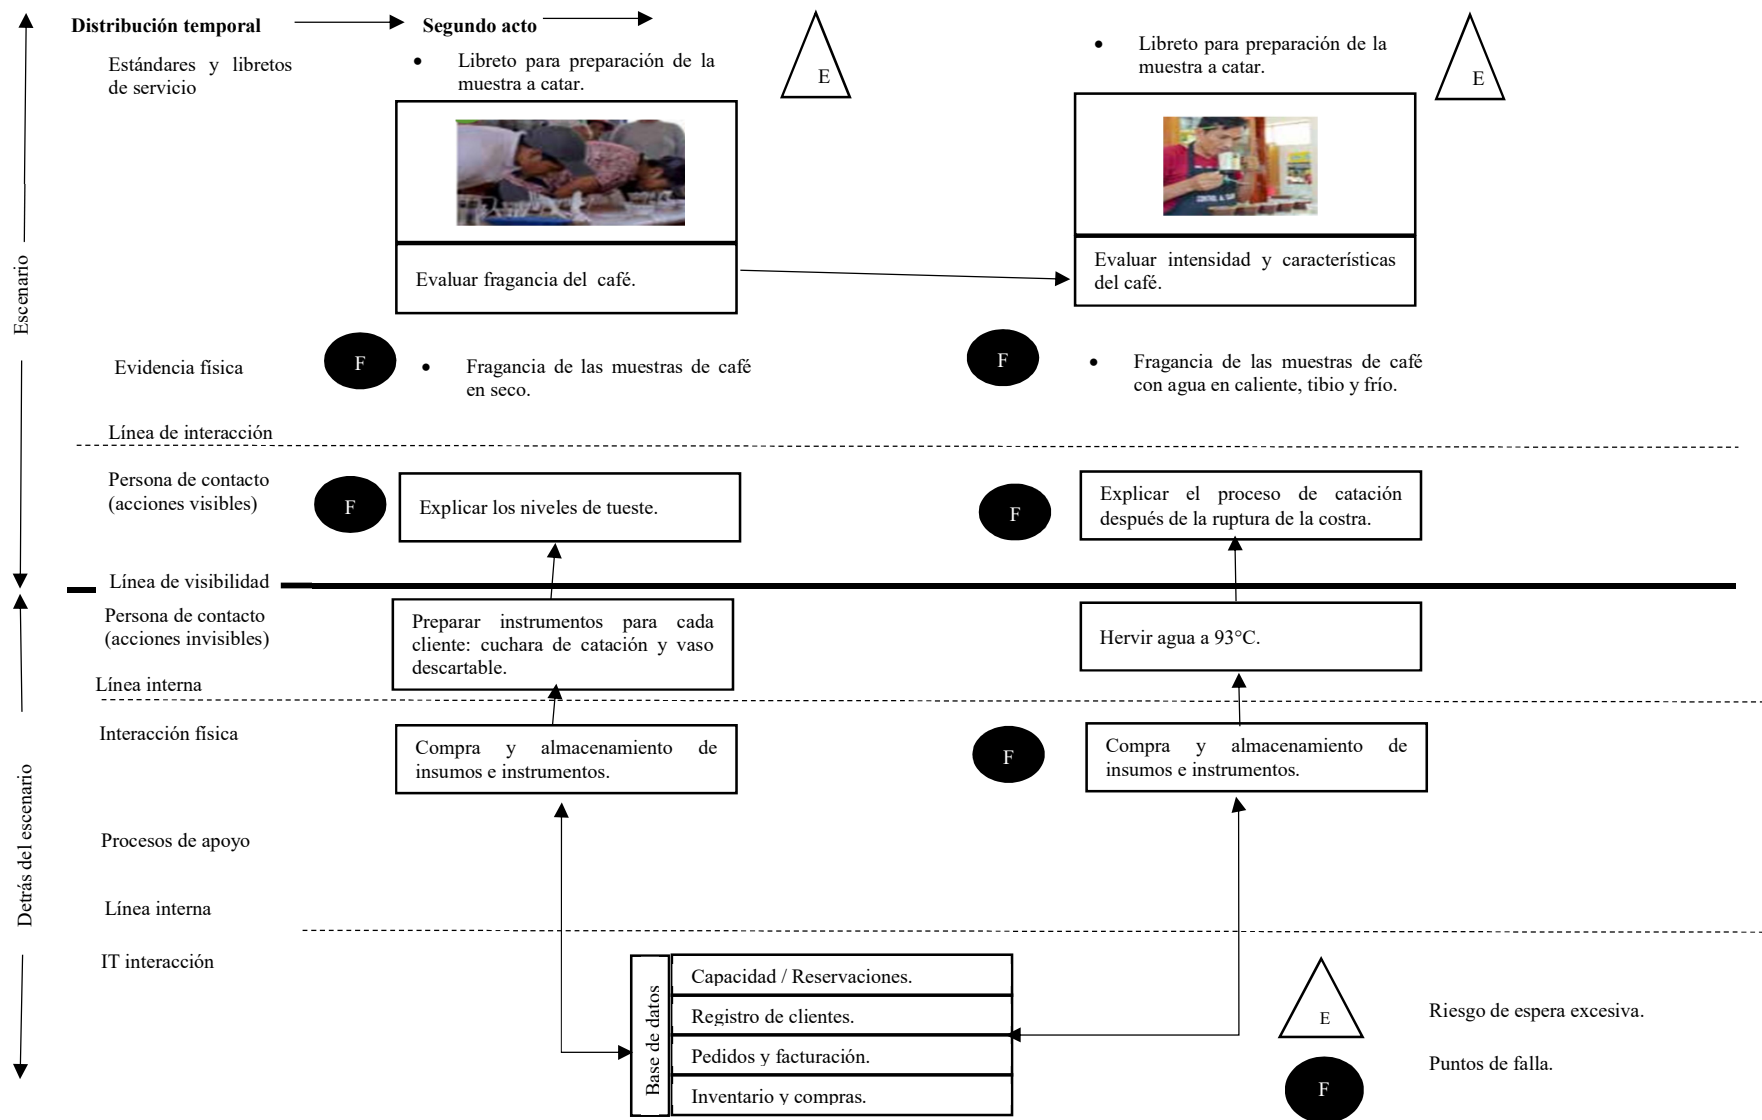 Distribución temporal
Segundo acto
Estándares y libretos
de servicio
• Libreto para preparación de la
muestra a catar.
E
• Libreto para preparación de la
muestra a catar.
E
Evaluar fragancia del café.
Evaluar intensidad y características
del café.
Escenario
Evidencia física
F
• Fragancia de las muestras de café
en seco.
F
• Fragancia de las muestras de café
con agua en caliente, tibio y frío.
Línea de interacción
Persona de contacto
(acciones visibles)
F
Explicar los niveles de tueste.
F
Explicar el proceso de catación
después de la ruptura de la costra.
Línea de visibilidad
Persona de contacto
(acciones invisibles)
Preparar instrumentos para cada
cliente: cuchara de catación y vaso
descartable.
Hervir agua a 93°C.
Línea interna
Interacción física
Compra y almacenamiento de
insumos e instrumentos.
F
Compra y almacenamiento de
insumos e instrumentos.
Detrás del escenario
Procesos de apoyo
Línea interna
IT interacción
Base de datos
Capacidad / Reservaciones.
Registro de clientes.
Pedidos y facturación.
Inventario y compras.
E
Riesgo de espera excesiva.
F
Puntos de falla.